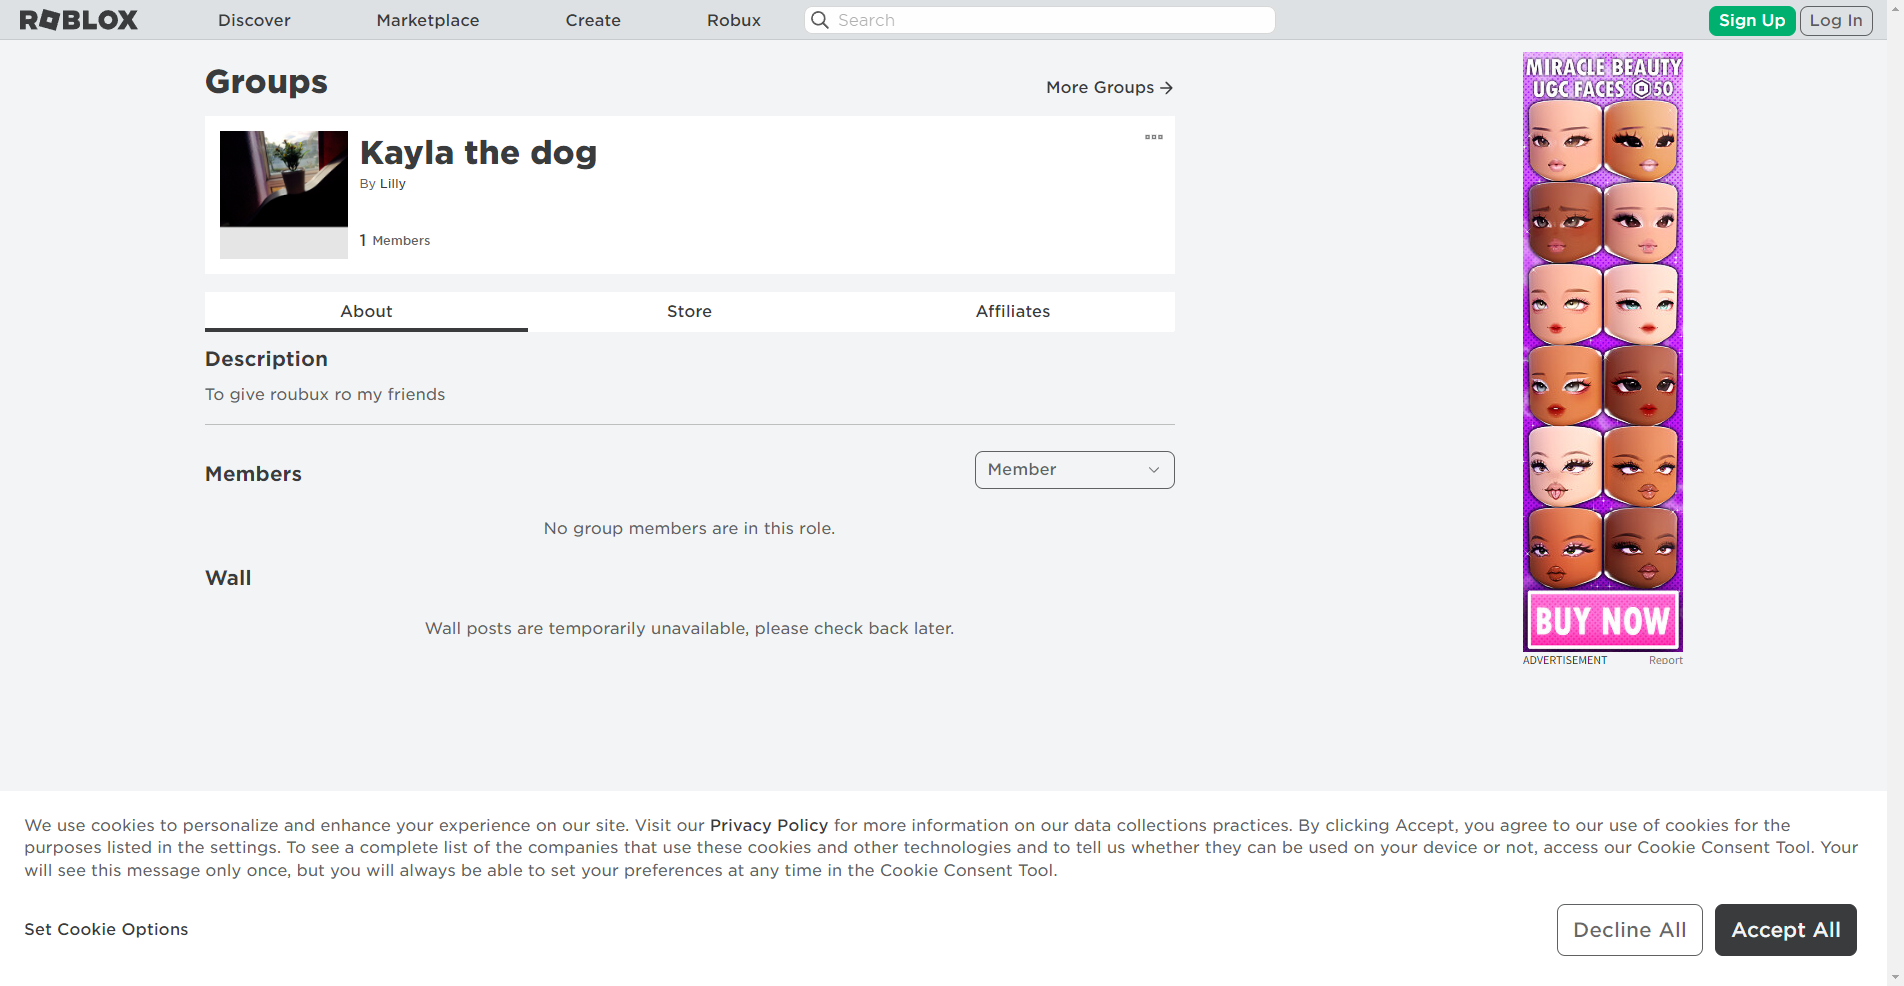 ROBLOX
Discover
Marketplace
Create
Robux
Search
Sign Up
Log In
Groups
More Groups
Kayla the dog
By Lilly
1 Members
About
Store
Affiliates
Description
To give roubux ro my friends
Members
Member
No group members are in this role.
Wall
Wall posts are temporarily unavailable, please check back later.
MIRACLE BEAUTY
UGC FACES 50
BUY NOW
ADVERTISEMENT
Report
We use cookies to personalize and enhance your experience on our site. Visit our Privacy Policy for more information on our data collections practices. By clicking Accept, you agree to our use of cookies for the
purposes listed in the settings. To see a complete list of the companies that use these cookies and other technologies and to tell us whether they can be used on your device or not, access our Cookie Consent Tool. Your
will see this message only once, but you will always be able to set your preferences at any time in the Cookie Consent Tool.
Set Cookie Options
Decline All
Accept All